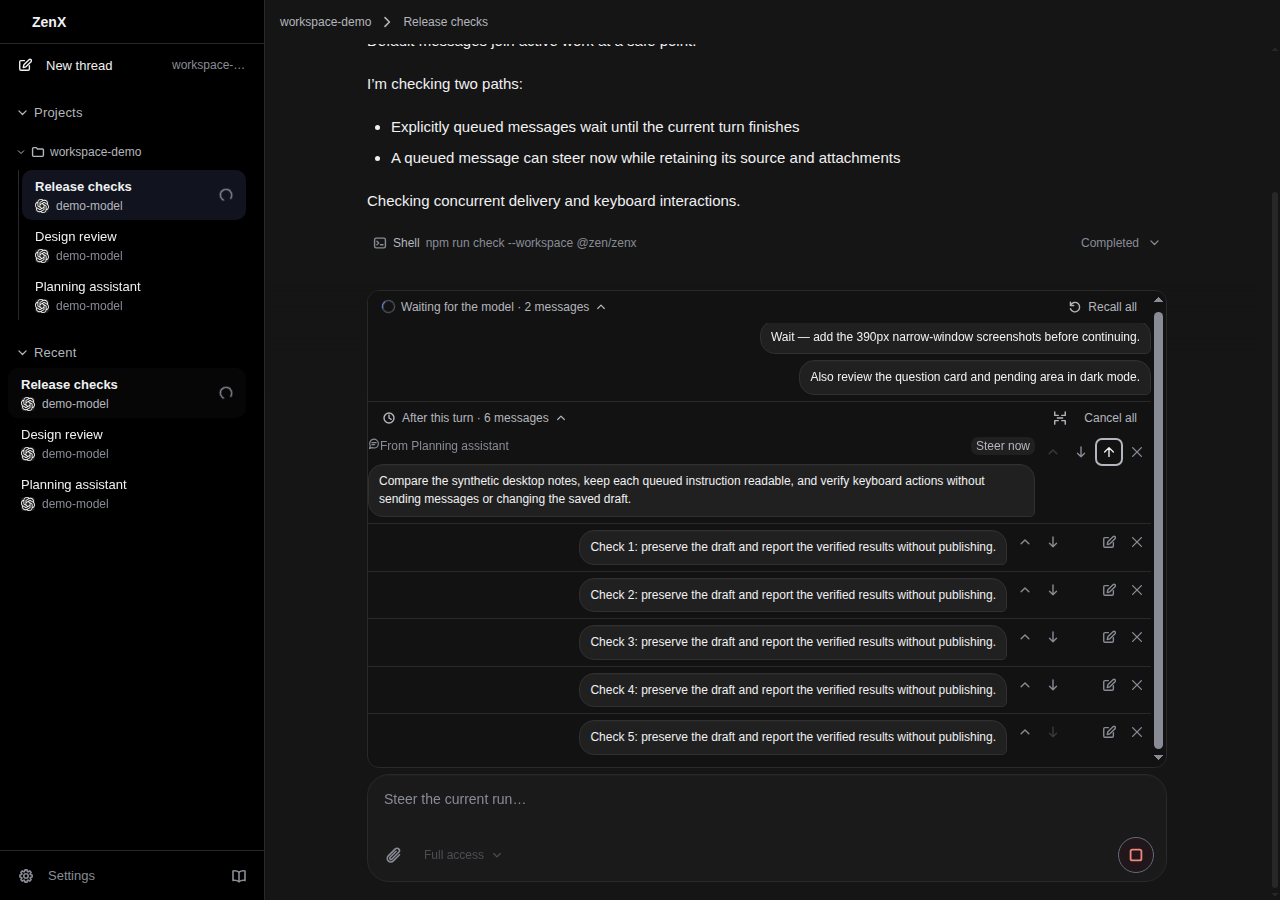 ZenX
New thread
workspace-…
Projects
workspace-demo
Release checks
demo-model
Design review
demo-model
Planning assistant
demo-model
Recent
Release checks
demo-model
Design review
demo-model
Planning assistant
demo-model
Settings
workspace-demo
Release checks
Default messages join active work at a safe point.
I’m checking two paths:
Explicitly queued messages wait until the current turn finishes
A queued message can steer now while retaining its source and attachments
Checking concurrent delivery and keyboard interactions.
Shell npm run check --workspace @zen/zenx
Completed
Waiting for the model · 2 messages
Recall all
Wait — add the 390px narrow-window screenshots before continuing.
Also review the question card and pending area in dark mode.
After this turn · 6 messages
Cancel all
From Planning assistant
Steer now
Compare the synthetic desktop notes, keep each queued instruction readable, and verify keyboard actions without
sending messages or changing the saved draft.
Check 1: preserve the draft and report the verified results without publishing.
Check 2: preserve the draft and report the verified results without publishing.
Check 3: preserve the draft and report the verified results without publishing.
Check 4: preserve the draft and report the verified results without publishing.
Check 5: preserve the draft and report the verified results without publishing.
Steer the current run…
Full access